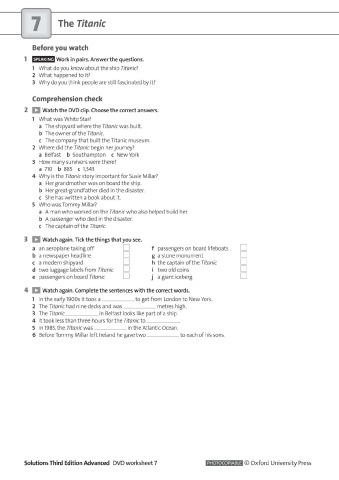 7 The Titanic
Before you watch
1 SPEAKING Work in pairs. Answer the questions.
1 What do you know about the ship Titanic?
2 What happened to it?
3 Why do you think people are still fascinated by it?
Comprehension check
2 Watch the DVD clip. Choose the correct answers.
1 What was White Star?
a The shipyard where the Titanic was built.
b The owner of the Titanic.
c The company that built the Titanic museum.
2 Where did the Titanic begin her journey?
a Belfast b Southampton c New York
3 How many survivors were there?
a 710 b 885 c 1,543
4 Why is the Titanic story important for Susie Millar?
a Her grandmother was on board the ship.
b Her great-grandfather died in the disaster.
c She has written a book about it.
5 Who was Tommy Millar?
a A man who worked on the Titanic who also helped build her.
b A passenger who died in the disaster.
c The captain of the Titanic.
3 Watch again. Tick the things that you see.
a an aeroplane taking off
b a newspaper headline
c a modern shipyard
d two luggage labels from Titanic
e passengers on board Titanic
f passengers on board lifeboats
g a stone monument
h the captain of the Titanic
i two old coins
j a giant iceberg
4 Watch again. Complete the sentences with the correct words.
1 In the early 1900s it took a ............ to get from London to New York.
2 The Titanic had nine decks and was ............ metres high.
3 The Titanic ............ in Belfast looks like part of a ship.
4 It took less than three hours for the Titanic to ............
5 In 1985, the Titanic was ............ in the Atlantic Ocean.
6 Before Tommy Millar left Ireland he gave two ............ to each of his sons.
Solutions Third Edition Advanced DVD worksheet 7 PHOTOCOPIABLE © Oxford University Press